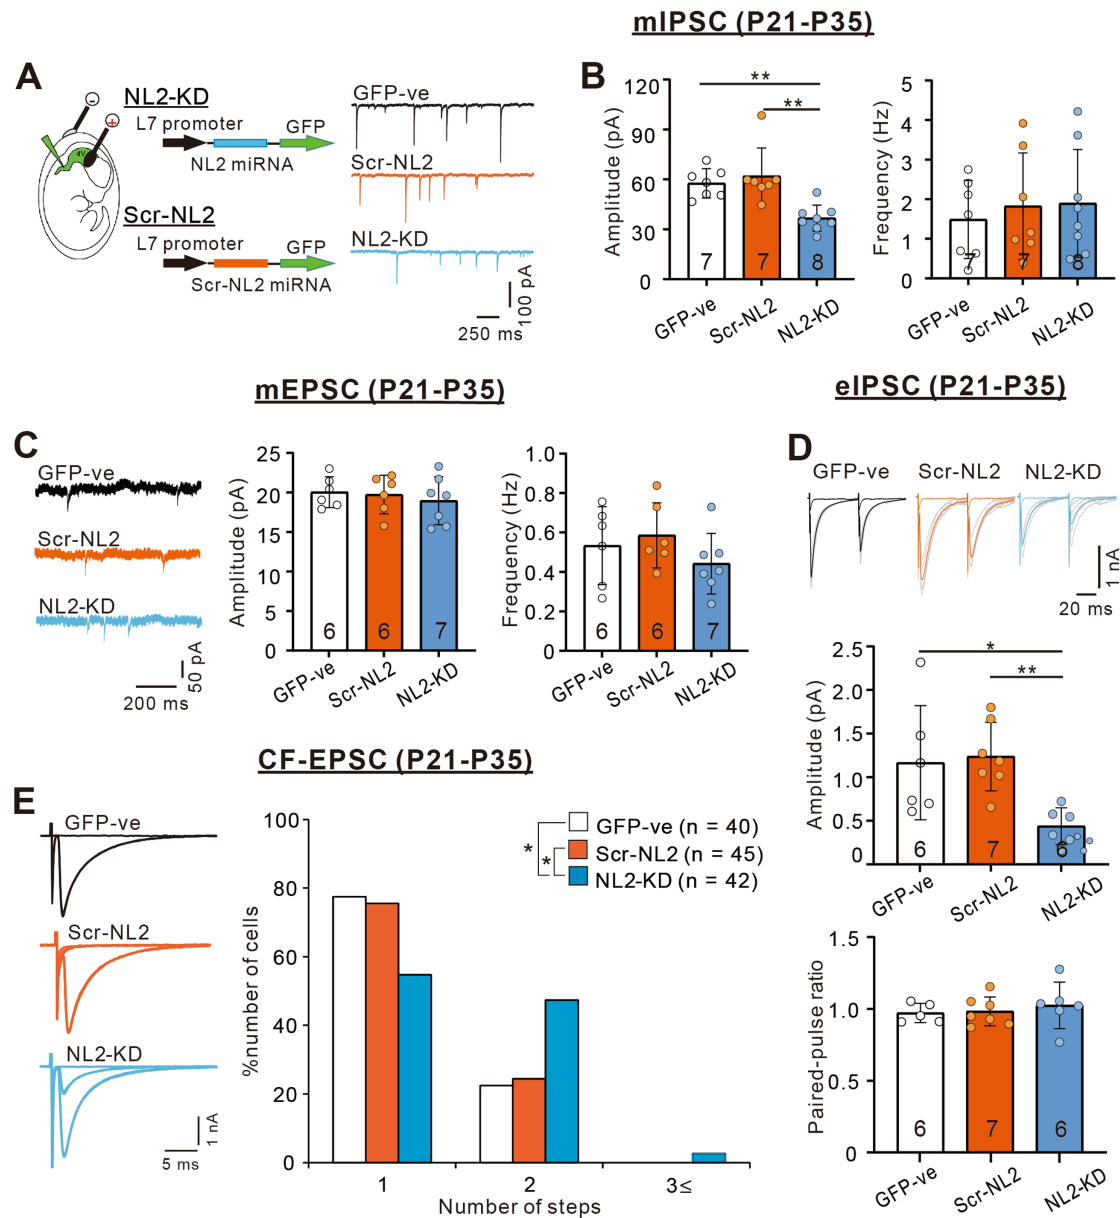 mIPSC (P21-P35)
A
NL2-KD
L7 promoter
GFP
NL2 miRNA
Scr-NL2
L7 promoter
GFP
Scr-NL2 miRNA
4V
-
+
GFP-ve
Scr-NL2
NL2-KD
100 pA
250 ms
B
Amplitude (pA)
120
90
60
30
0
**
**
7
7
8
GFP-ve
Scr-NL2
NL2-KD
Frequency (Hz)
5
4
3
2
1
0
7
7
8
GFP-ve
Scr-NL2
NL2-KD
mEPSC (P21-P35)
C
GFP-ve
Scr-NL2
NL2-KD
50 pA
200 ms
Amplitude (pA)
25
20
15
10
5
0
6
6
7
GFP-ve
Scr-NL2
NL2-KD
Frequency (Hz)
1.0
0.8
0.6
0.4
0.2
0
6
6
7
GFP-ve
Scr-NL2
NL2-KD
eIPSC (P21-P35)
D
GFP-ve
Scr-NL2
NL2-KD
1 nA
20 ms
Amplitude (pA)
2.5
2.0
1.5
1.0
0.5
0
*
**
6
7
6
GFP-ve
Scr-NL2
NL2-KD
Paired-pulse ratio
1.5
1.0
0.5
0
6
7
6
GFP-ve
Scr-NL2
NL2-KD
CF-EPSC (P21-P35)
E
GFP-ve
Scr-NL2
NL2-KD
1 nA
5 ms
%number of cells
100
80
60
40
20
0
*
*
GFP-ve (n = 40)
Scr-NL2 (n = 45)
NL2-KD (n = 42)
1
2
3≤
Number of steps